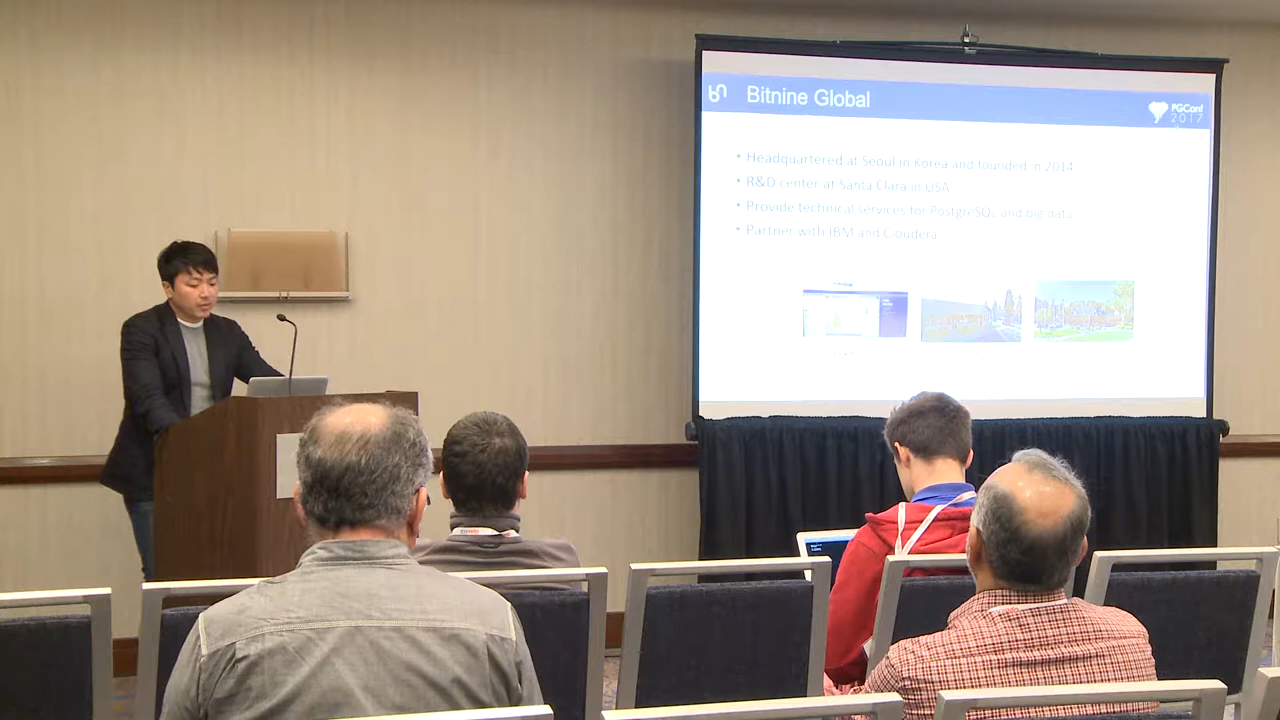 Bitnine Global
PGConf
2017
• Headquartered at Seoul in Korea and founded in 2014
• R&D center at Santa Clara in USA
• Provide technical services for PostgreSQL and big data
• Partner with IBM and Cloudera